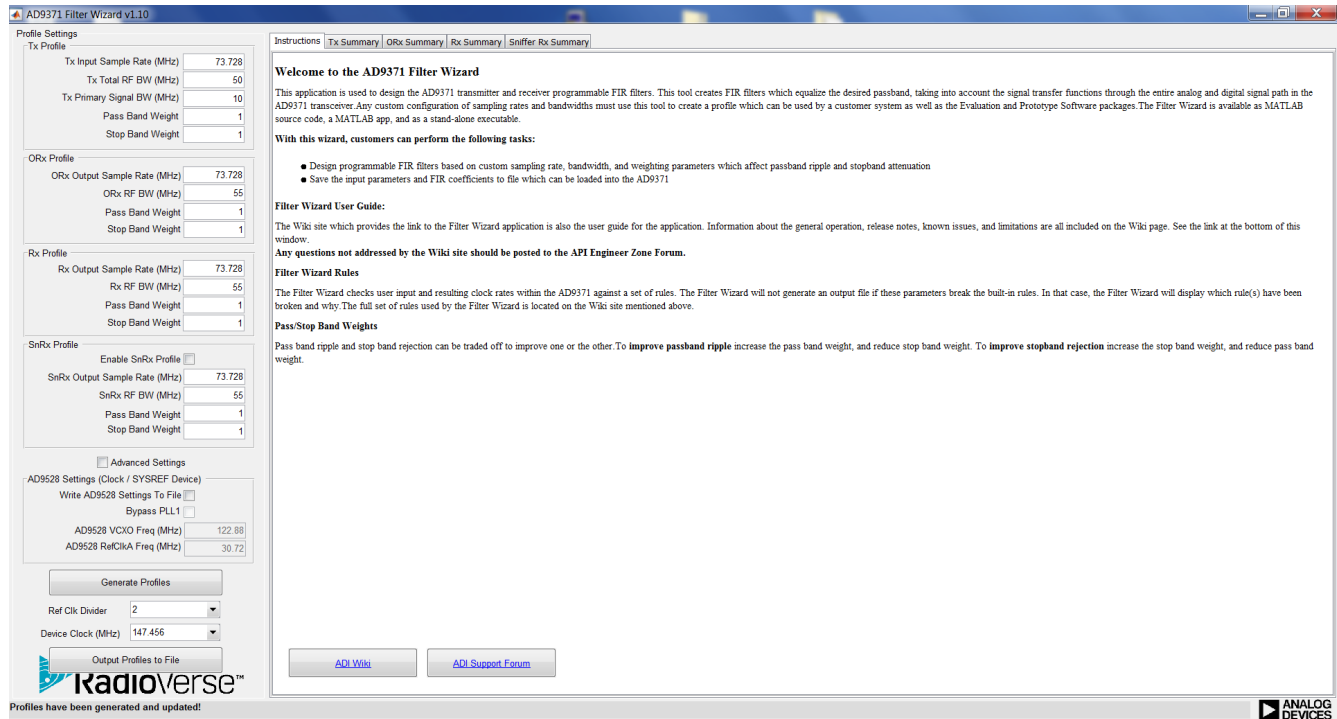 AD9371 Filter Wizard v1.10
Profile Settings
Tx Profile
Tx Input Sample Rate (MHz) 73.728
Tx Total RF BW (MHz) 50
Tx Primary Signal BW (MHz) 10
Pass Band Weight 1
Stop Band Weight 1
ORx Profile
ORx Output Sample Rate (MHz) 73.728
ORx RF BW (MHz) 55
Pass Band Weight 1
Stop Band Weight 1
Rx Profile
Rx Output Sample Rate (MHz) 73.728
Rx RF BW (MHz) 55
Pass Band Weight 1
Stop Band Weight 1
SnRx Profile
Enable SnRx Profile
SnRx Output Sample Rate (MHz) 73.728
SnRx RF BW (MHz) 55
Pass Band Weight 1
Stop Band Weight 1
Advanced Settings
AD9528 Settings (Clock / SYSREF Device)
Write AD9528 Settings To File
Bypass PLL1
AD9528 VCXO Freq (MHz) 122.88
AD9528 RefClkA Freq (MHz) 30.72
Generate Profiles
Ref Clk Divider 2
Device Clock (MHz) 147.456
Output Profiles to File
RadioVerse™
Profiles have been generated and updated!
Instructions Tx Summary ORx Summary Rx Summary Sniffer Rx Summary
Welcome to the AD9371 Filter Wizard
This application is used to design the AD9371 transmitter and receiver programmable FIR filters. This tool creates FIR filters which equalize the desired passband, taking into account the signal transfer functions through the entire analog and digital signal path in the
AD9371 transceiver.Any custom configuration of sampling rates and bandwidths must use this tool to create a profile which can be used by a customer system as well as the Evaluation and Prototype Software packages.The Filter Wizard is available as MATLAB
source code, a MATLAB app, and as a stand-alone executable.
With this wizard, customers can perform the following tasks:
● Design programmable FIR filters based on custom sampling rate, bandwidth, and weighting parameters which affect passband ripple and stopband attenuation
● Save the input parameters and FIR coefficients to file which can be loaded into the AD9371
Filter Wizard User Guide:
The Wiki site which provides the link to the Filter Wizard application is also the user guide for the application. Information about the general operation, release notes, known issues, and limitations are all included on the Wiki page. See the link at the bottom of this
window.
Any questions not addressed by the Wiki site should be posted to the API Engineer Zone Forum.
Filter Wizard Rules
The Filter Wizard checks user input and resulting clock rates within the AD9371 against a set of rules. The Filter Wizard will not generate an output file if these parameters break the built-in rules. In that case, the Filter Wizard will display which rule(s) have been
broken and why.The full set of rules used by the Filter Wizard is located on the Wiki site mentioned above.
Pass/Stop Band Weights
Pass band ripple and stop band rejection can be traded off to improve one or the other.To improve passband ripple increase the pass band weight, and reduce stop band weight. To improve stopband rejection increase the stop band weight, and reduce pass band
weight.
ADI Wiki
ADI Support Forum
ANALOG
DEVICES